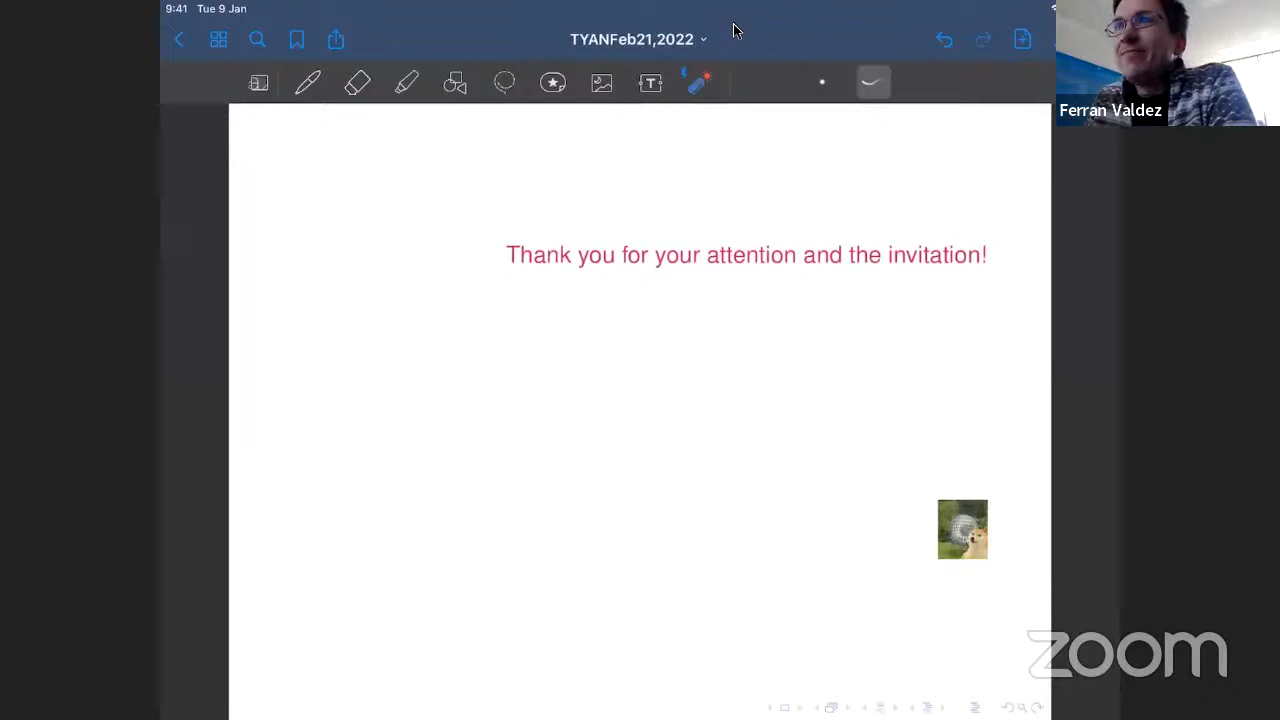 9:41 Tue 9 Jan
TYANFeb21,2022
T
Ferran Valdez
Thank you for your attention and the invitation!
zoom